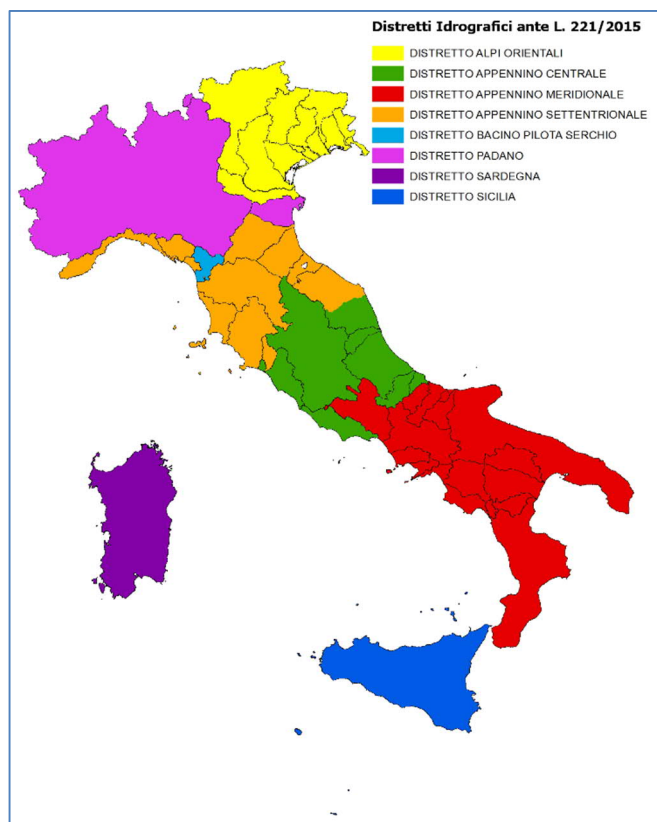 Distretti Idrografici ante L. 221/2015
DISTRETTO ALPI ORIENTALI
DISTRETTO APPENNINO CENTRALE
DISTRETTO APPENNINO MERIDIONALE
DISTRETTO APPENNINO SETTENTRIONALE
DISTRETTO BACINO PILOTA SERCHIO
DISTRETTO PADANO
DISTRETTO SARDEGNA
DISTRETTO SICILIA